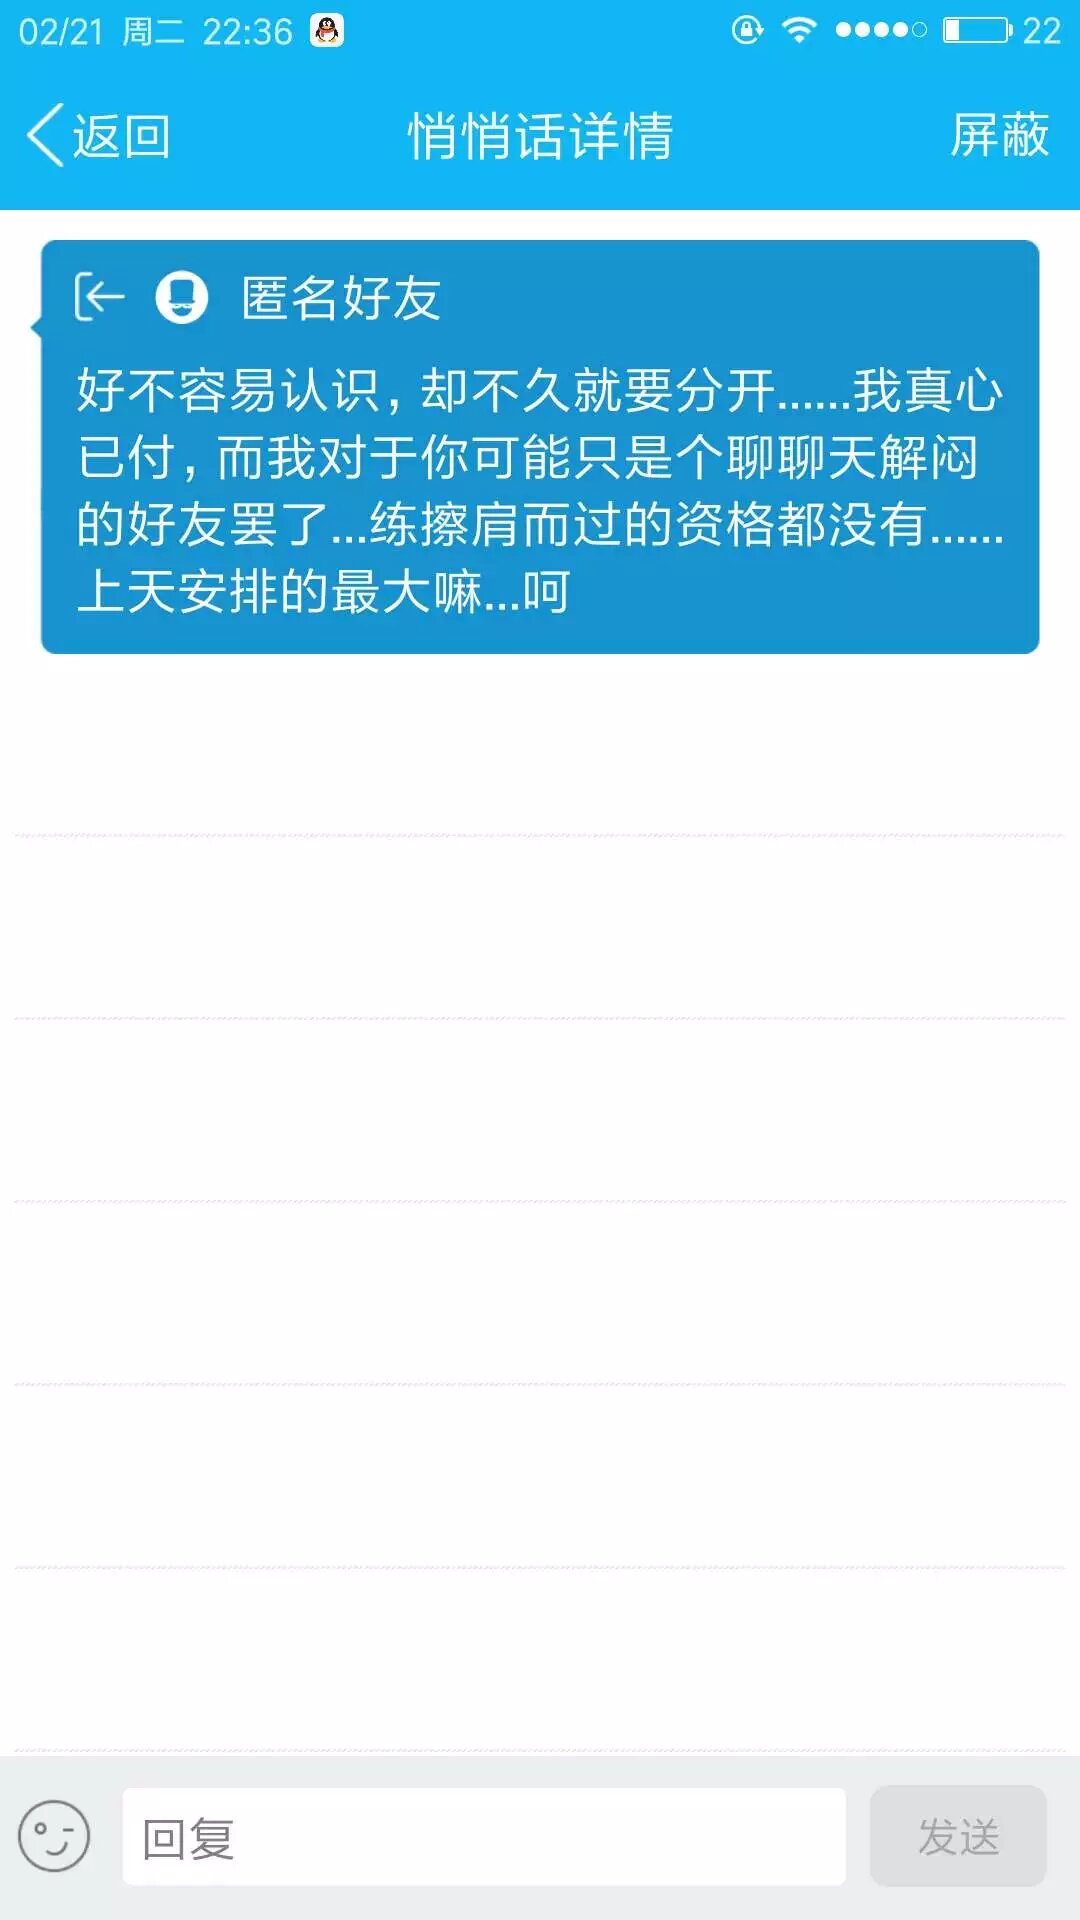 02/21 周二 22:36 22
返回 悄悄话详情 屏蔽
匿名好友
好不容易认识，却不久就要分开......我真心
已付，而我对于你可能只是个聊聊天解闷
的好友罢了...练擦肩而过的资格都没有......
上天安排的最大嘛...呵
回复 发送